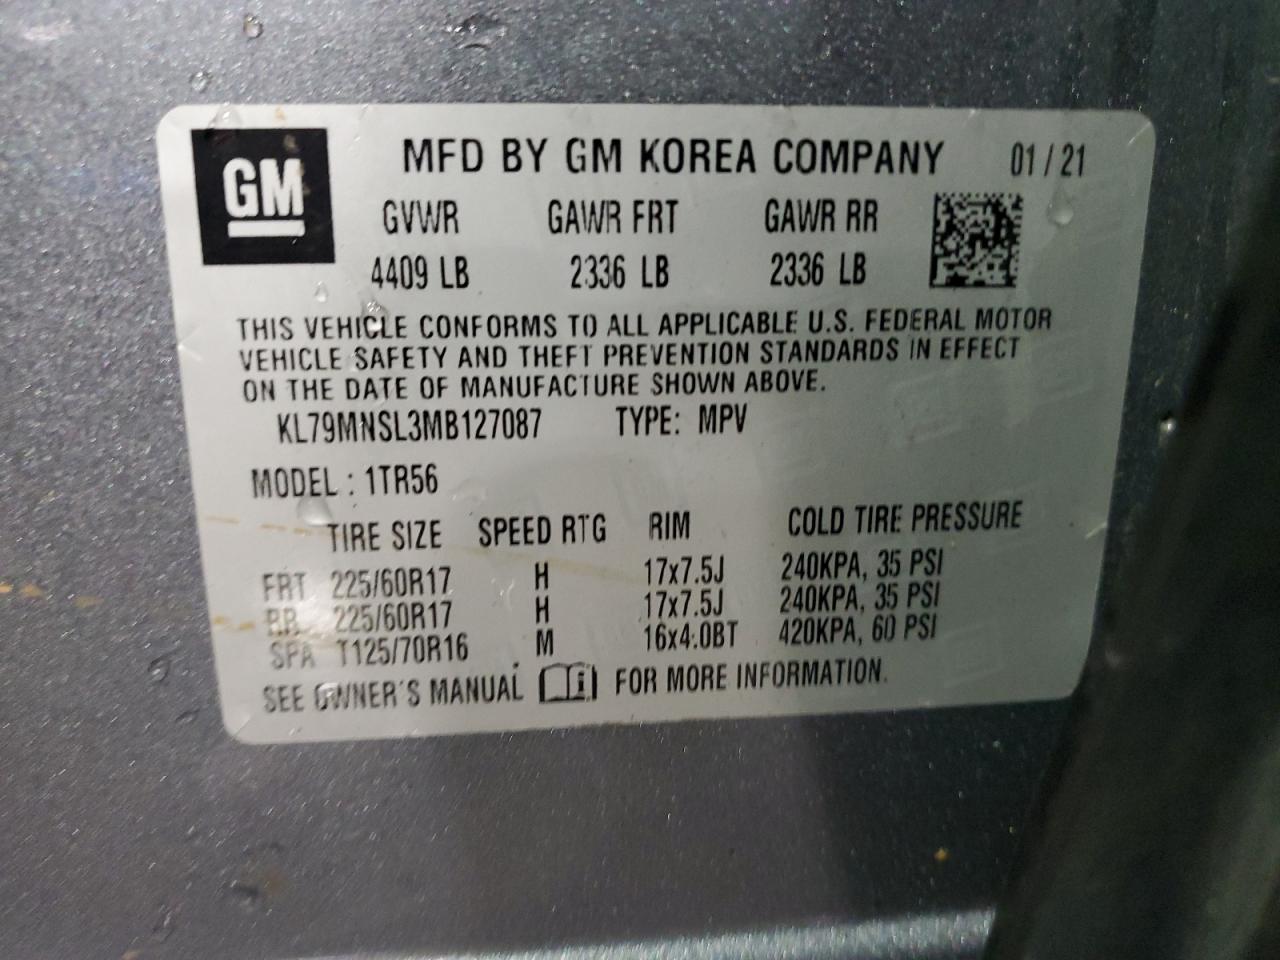 GM
MFD BY GM KOREA COMPANY 01/21
GVWR GAWR FRT GAWR RR
4409 LB 2336 LB 2336 LB
THIS VEHICLE CONFORMS TO ALL APPLICABLE U.S. FEDERAL MOTOR
VEHICLE SAFETY AND THEFT PREVENTION STANDARDS IN EFFECT
ON THE DATE OF MANUFACTURE SHOWN ABOVE.
KL79MNSL3MB127087 TYPE: MPV
MODEL : 1TR56
TIRE SIZE SPEED RTG RIM COLD TIRE PRESSURE
FRT 225/60R17 H 17x7.5J 240KPA, 35 PSI
RR 225/60R17 H 17x7.5J 240KPA, 35 PSI
SPA T125/70R16 M 16x4.0BT 420KPA, 60 PSI
SEE OWNER'S MANUAL i FOR MORE INFORMATION.